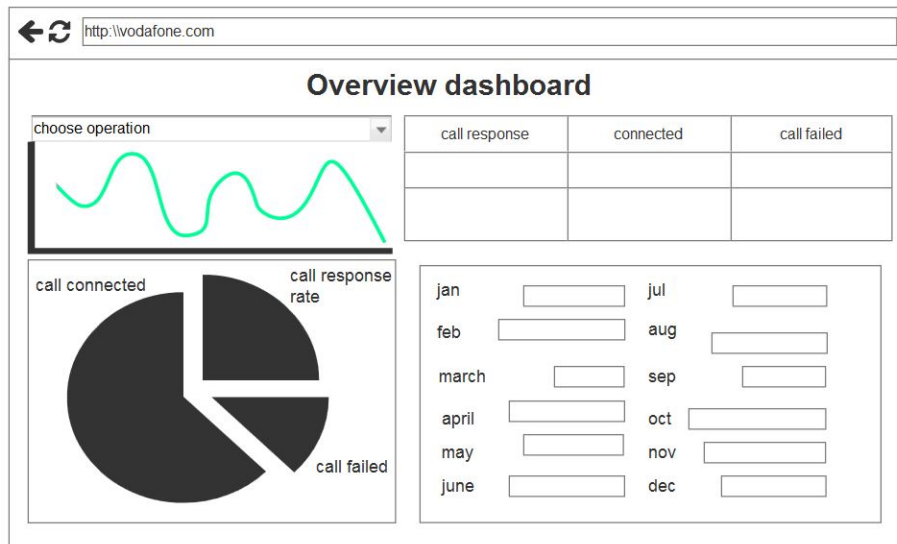 http:\\vodafone.com
Overview dashboard
choose operation
call response
connected
call failed
call connected
call response
rate
call failed
jan
feb
march
april
may
june
jul
aug
sep
oct
nov
dec